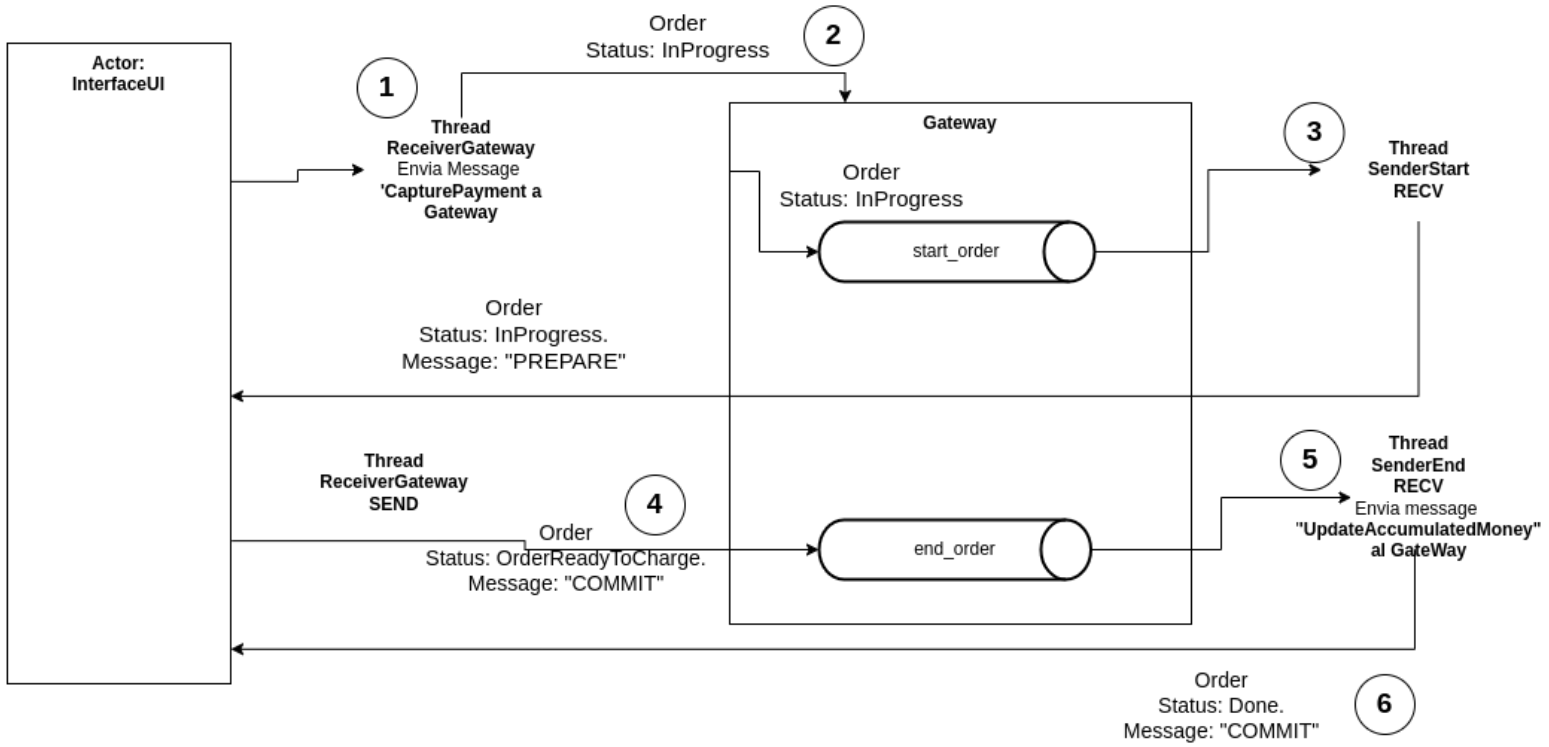 Actor:
InterfaceUI
1
Thread
ReceiverGateway
Envia Message
'CapturePayment a
Gateway
Order
Status: InProgress
2
Gateway
Order
Status: InProgress
start_order
3
Thread
SenderStart
RECV
Order
Status: InProgress.
Message: "PREPARE"
Thread
ReceiverGateway
SEND
4
Order
Status: OrderReadyToCharge.
Message: "COMMIT"
end_order
5
Thread
SenderEnd
RECV
Envia message
"UpdateAccumulatedMoney"
al GateWay
Order
Status: Done.
Message: "COMMIT"
6